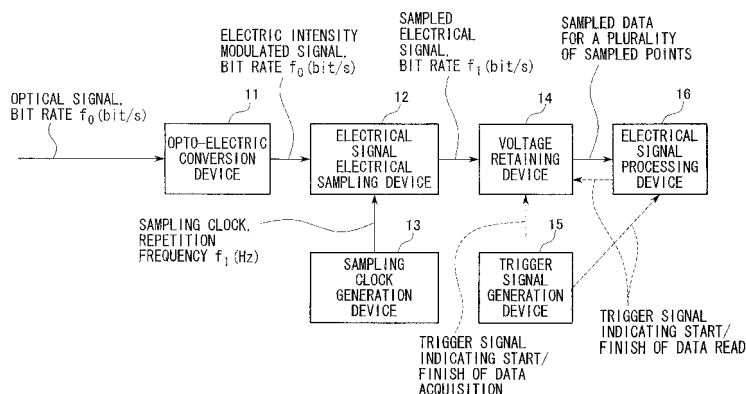 ELECTRIC INTENSITY
MODULATED SIGNAL,
BIT RATE f0 (bit/s)
SAMPLED
ELECTRICAL
SIGNAL,
BIT RATE f1 (bit/s)
SAMPLED DATA
FOR A PLURALITY
OF SAMPLED POINTS
OPTICAL SIGNAL,
BIT RATE f0 (bit/s)
11
12
14
16
OPTO-ELECTRIC
CONVERSION
DEVICE
ELECTRICAL
SIGNAL
ELECTRICAL
SAMPLING DEVICE
VOLTAGE
RETAINING
DEVICE
ELECTRICAL
SIGNAL
PROCESSING
DEVICE
SAMPLING CLOCK,
REPETITION
FREQUENCY f1 (Hz)
13
15
SAMPLING
CLOCK
GENERATION
DEVICE
TRIGGER
SIGNAL
GENERATION
DEVICE
TRIGGER SIGNAL
INDICATING START/
FINISH OF DATA
ACQUISITION
TRIGGER SIGNAL
INDICATING START/
FINISH OF DATA READ